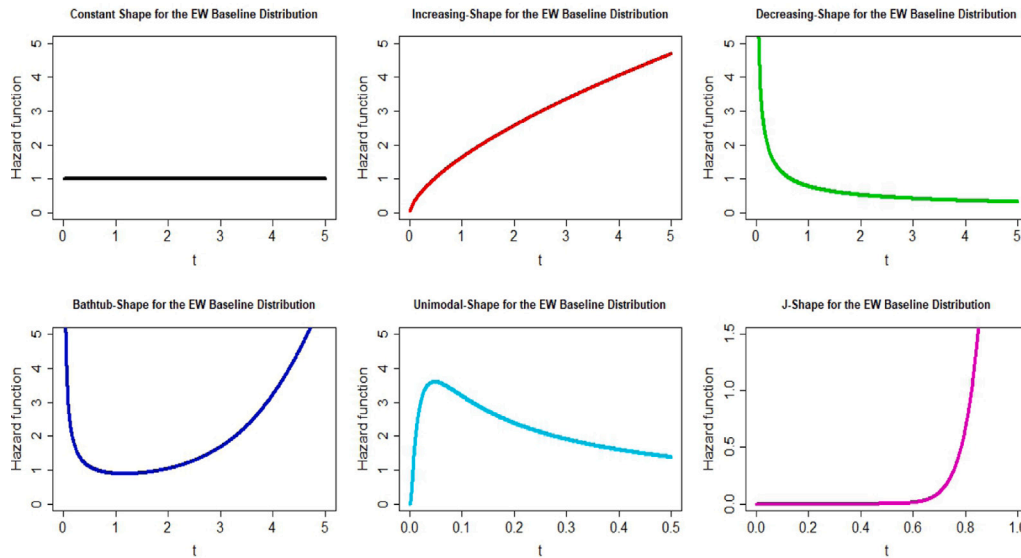 Constant Shape for the EW Baseline Distribution
Hazard function
5
4
3
2
1
0
0 1 2 3 4 5
t
Increasing-Shape for the EW Baseline Distribution
Hazard function
5
4
3
2
1
0
0 1 2 3 4 5
t
Decreasing-Shape for the EW Baseline Distribution
Hazard function
5
4
3
2
1
0
0 1 2 3 4 5
t
Bathtub-Shape for the EW Baseline Distribution
Hazard function
5
4
3
2
1
0
0 1 2 3 4 5
t
Unimodal-Shape for the EW Baseline Distribution
Hazard function
5
4
3
2
1
0
0.0 0.1 0.2 0.3 0.4 0.5
t
J-Shape for the EW Baseline Distribution
Hazard function
1.5
1.0
0.5
0.0
0.0 0.2 0.4 0.6 0.8
t